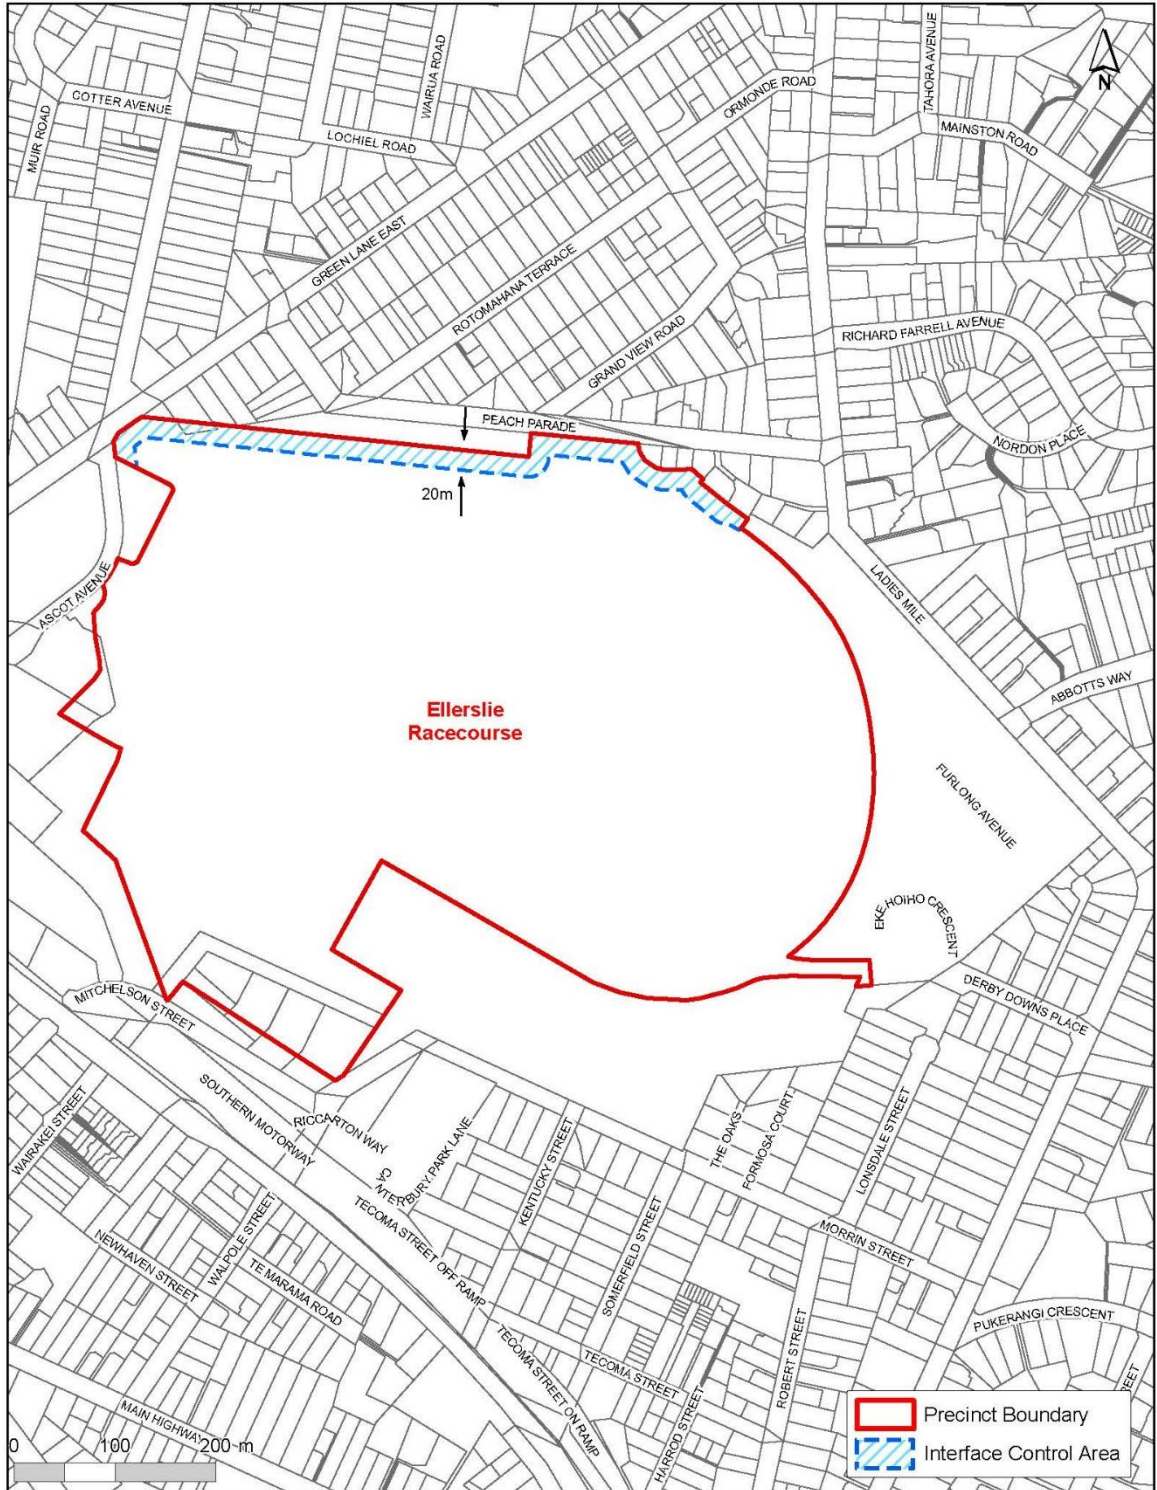 TAHORA AVENUE
N
WAIRUA ROAD
COTTER AVENUE
ORMONDE ROAD
MAINSTON ROAD
MUIR ROAD
LOCHIEL ROAD
GREEN LANE EAST
ROTOMAHANA TERRACE
RICHARD FARRELL AVENUE
GRAND VIEW ROAD
PEACH PARADE
NORDON PLACE
20m
ASCOT AVENUE
LADIES MILE
ABBOTTS WAY
Ellerslie
Racecourse
FURLONG AVENUE
EKE HOIHO CRESCENT
DERBY DOWNS PLACE
MITCHELSON STREET
SOUTHERN MOTORWAY
RICCARTON WAY
WAIRAKEI STREET
CANTERBURY PARK LANE
KENTUCKY STREET
THE OAKS
FORMOSA COURT
LONSDALE STREET
TECOMA STREET OFF RAMP
SOMERFIELD STREET
MORRIN STREET
WALPOLE STREET
NEWHAVEN STREET
TE MARAMA ROAD
PUKERANGI CRESCENT
TECOMA STREET ON RAMP
TECOMA STREET
ROBERT STREET
HARROD STREET
REET
MAIN HIGHWAY
0 100 200 m
Precinct Boundary
Interface Control Area